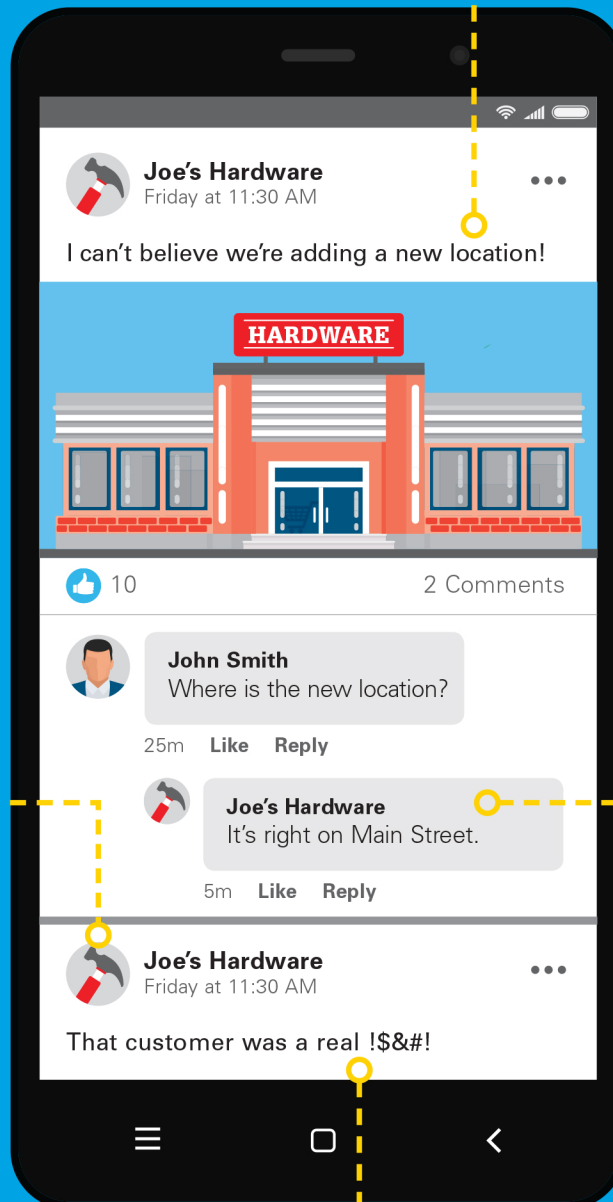 Joe's Hardware
Friday at 11:30 AM
I can't believe we're adding a new location!
HARDWARE
10
2 Comments
John Smith
Where is the new location?
25m Like Reply
Joe's Hardware
It's right on Main Street.
5m Like Reply
Joe's Hardware
Friday at 11:30 AM
That customer was a real !$&#!